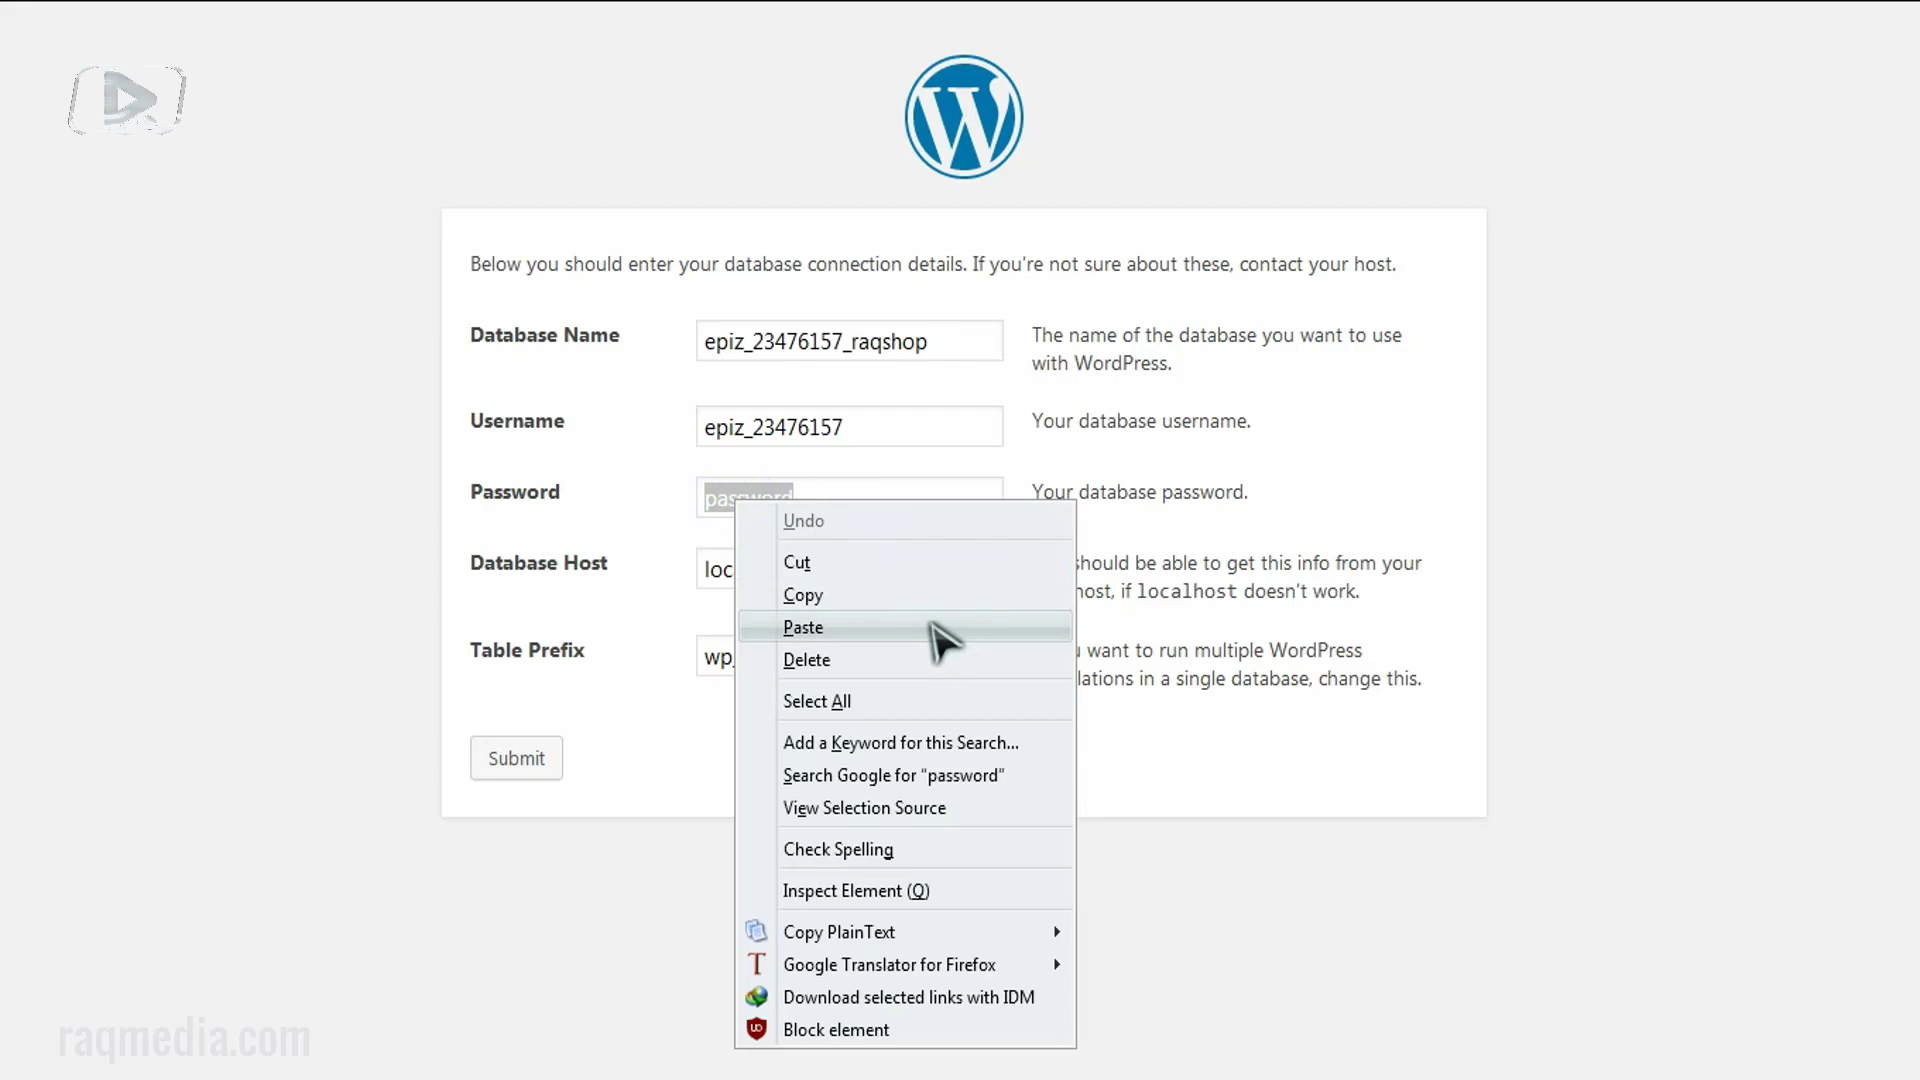 Below you should enter your database connection details. If you're not sure about these, contact your host.
Database Name
epiz_23476157_raqshop
The name of the database you want to use
with WordPress.
Username
epiz_23476157
Your database username.
Password
password
Your database password.
Database Host
loc
should be able to get this info from your
host, if localhost doesn't work.
Table Prefix
wp_
want to run multiple WordPress
lations in a single database, change this.
Submit
Undo
Cut
Copy
Paste
Delete
Select All
Add a Keyword for this Search...
Search Google for "password"
View Selection Source
Check Spelling
Inspect Element (Q)
Copy PlainText
Google Translator for Firefox
Download selected links with IDM
Block element
raqmedia.com